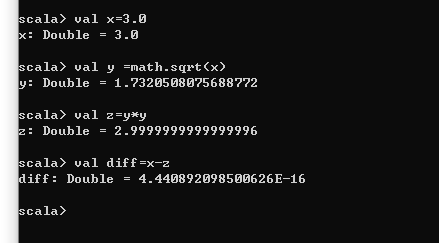 scala> val x=3.0
x: Double = 3.0
scala> val y =math.sqrt(x)
y: Double = 1.7320508075688772
scala> val z=y*y
z: Double = 2.9999999999999996
scala> val diff=x-z
diff: Double = 4.440892098500626E-16
scala>